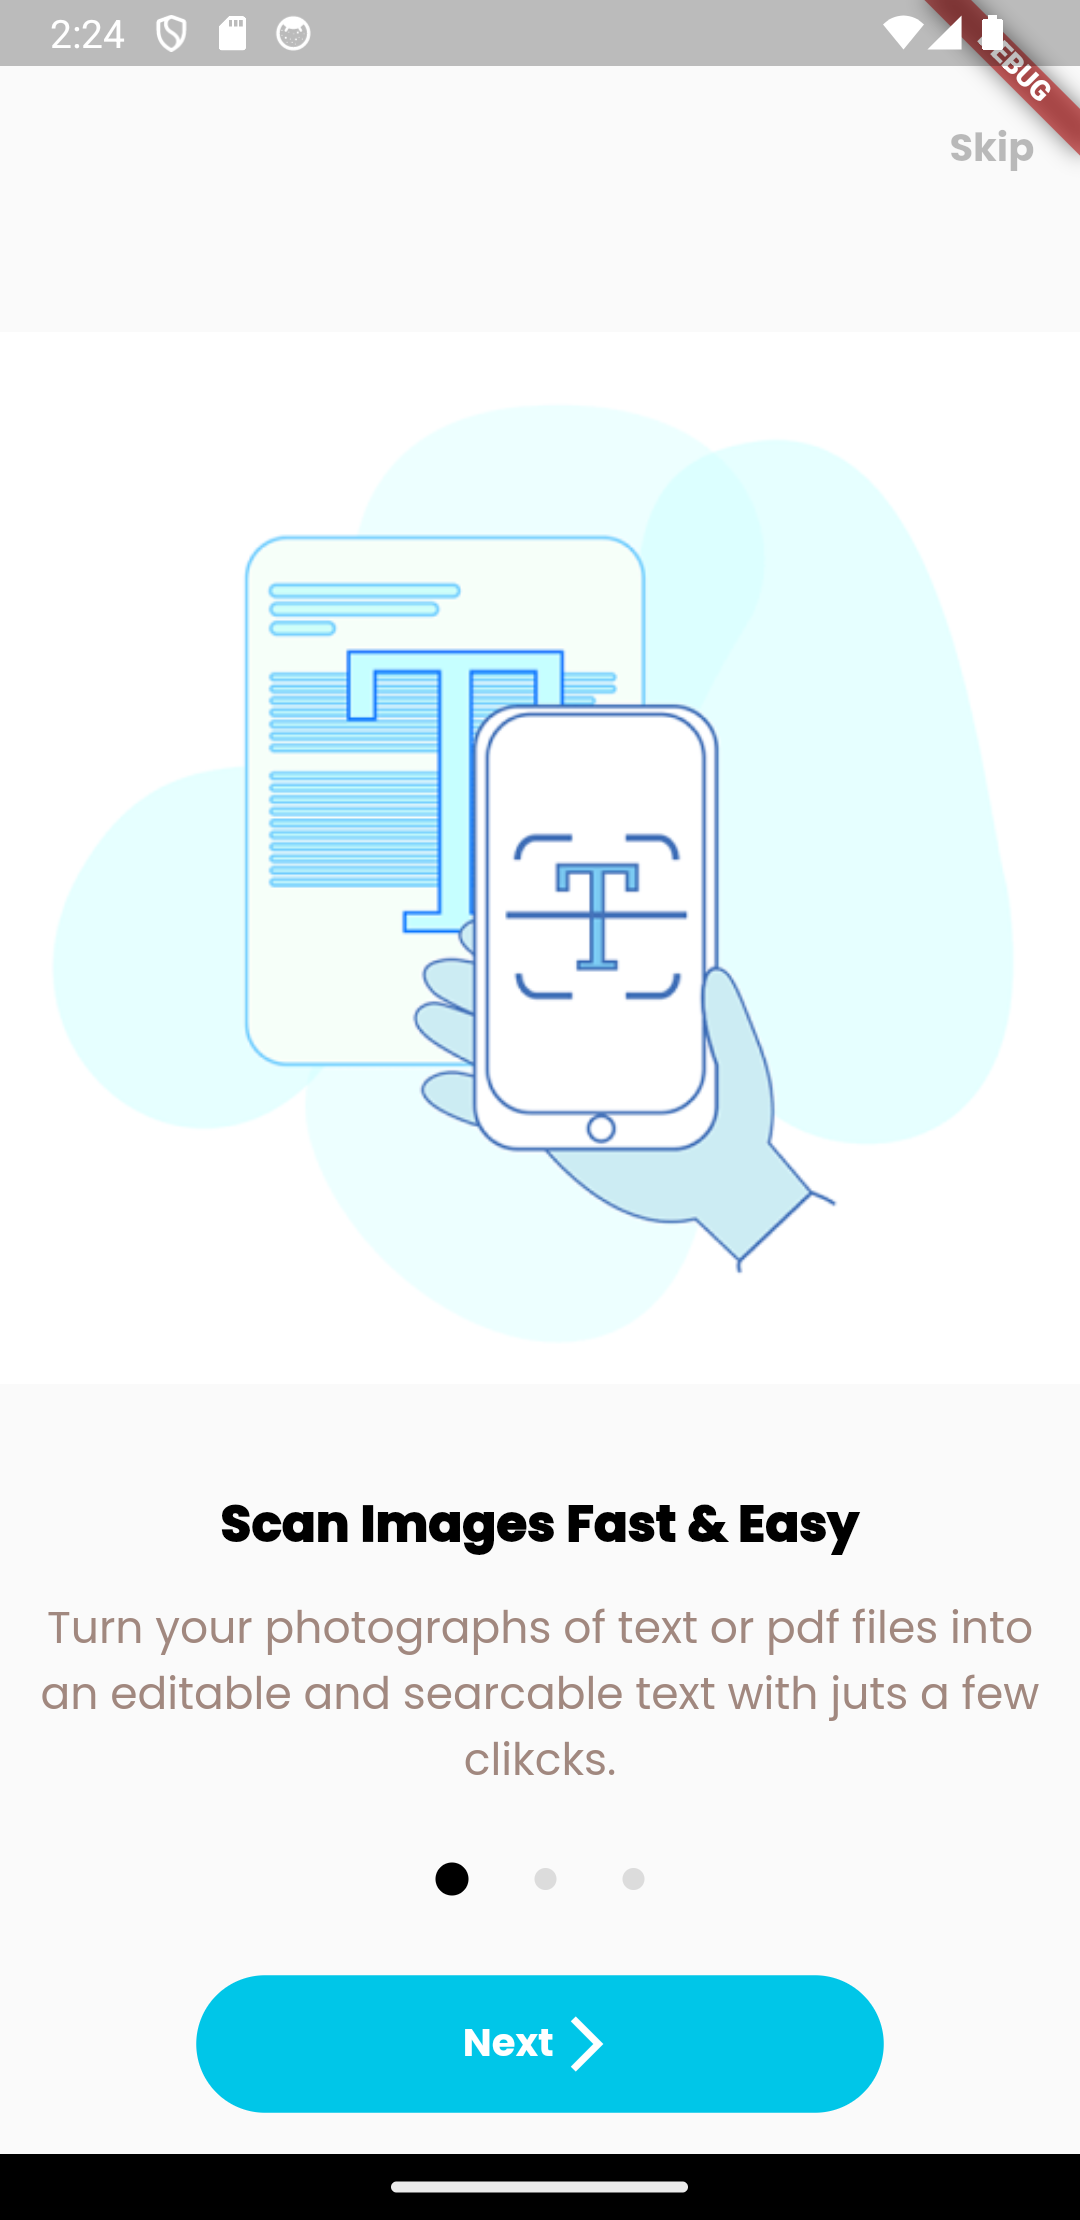 2:24
DEBUG
Skip
T
T
Scan Images Fast & Easy
Turn your photographs of text or pdf files into
an editable and searcable text with juts a few
clikcks.
Next